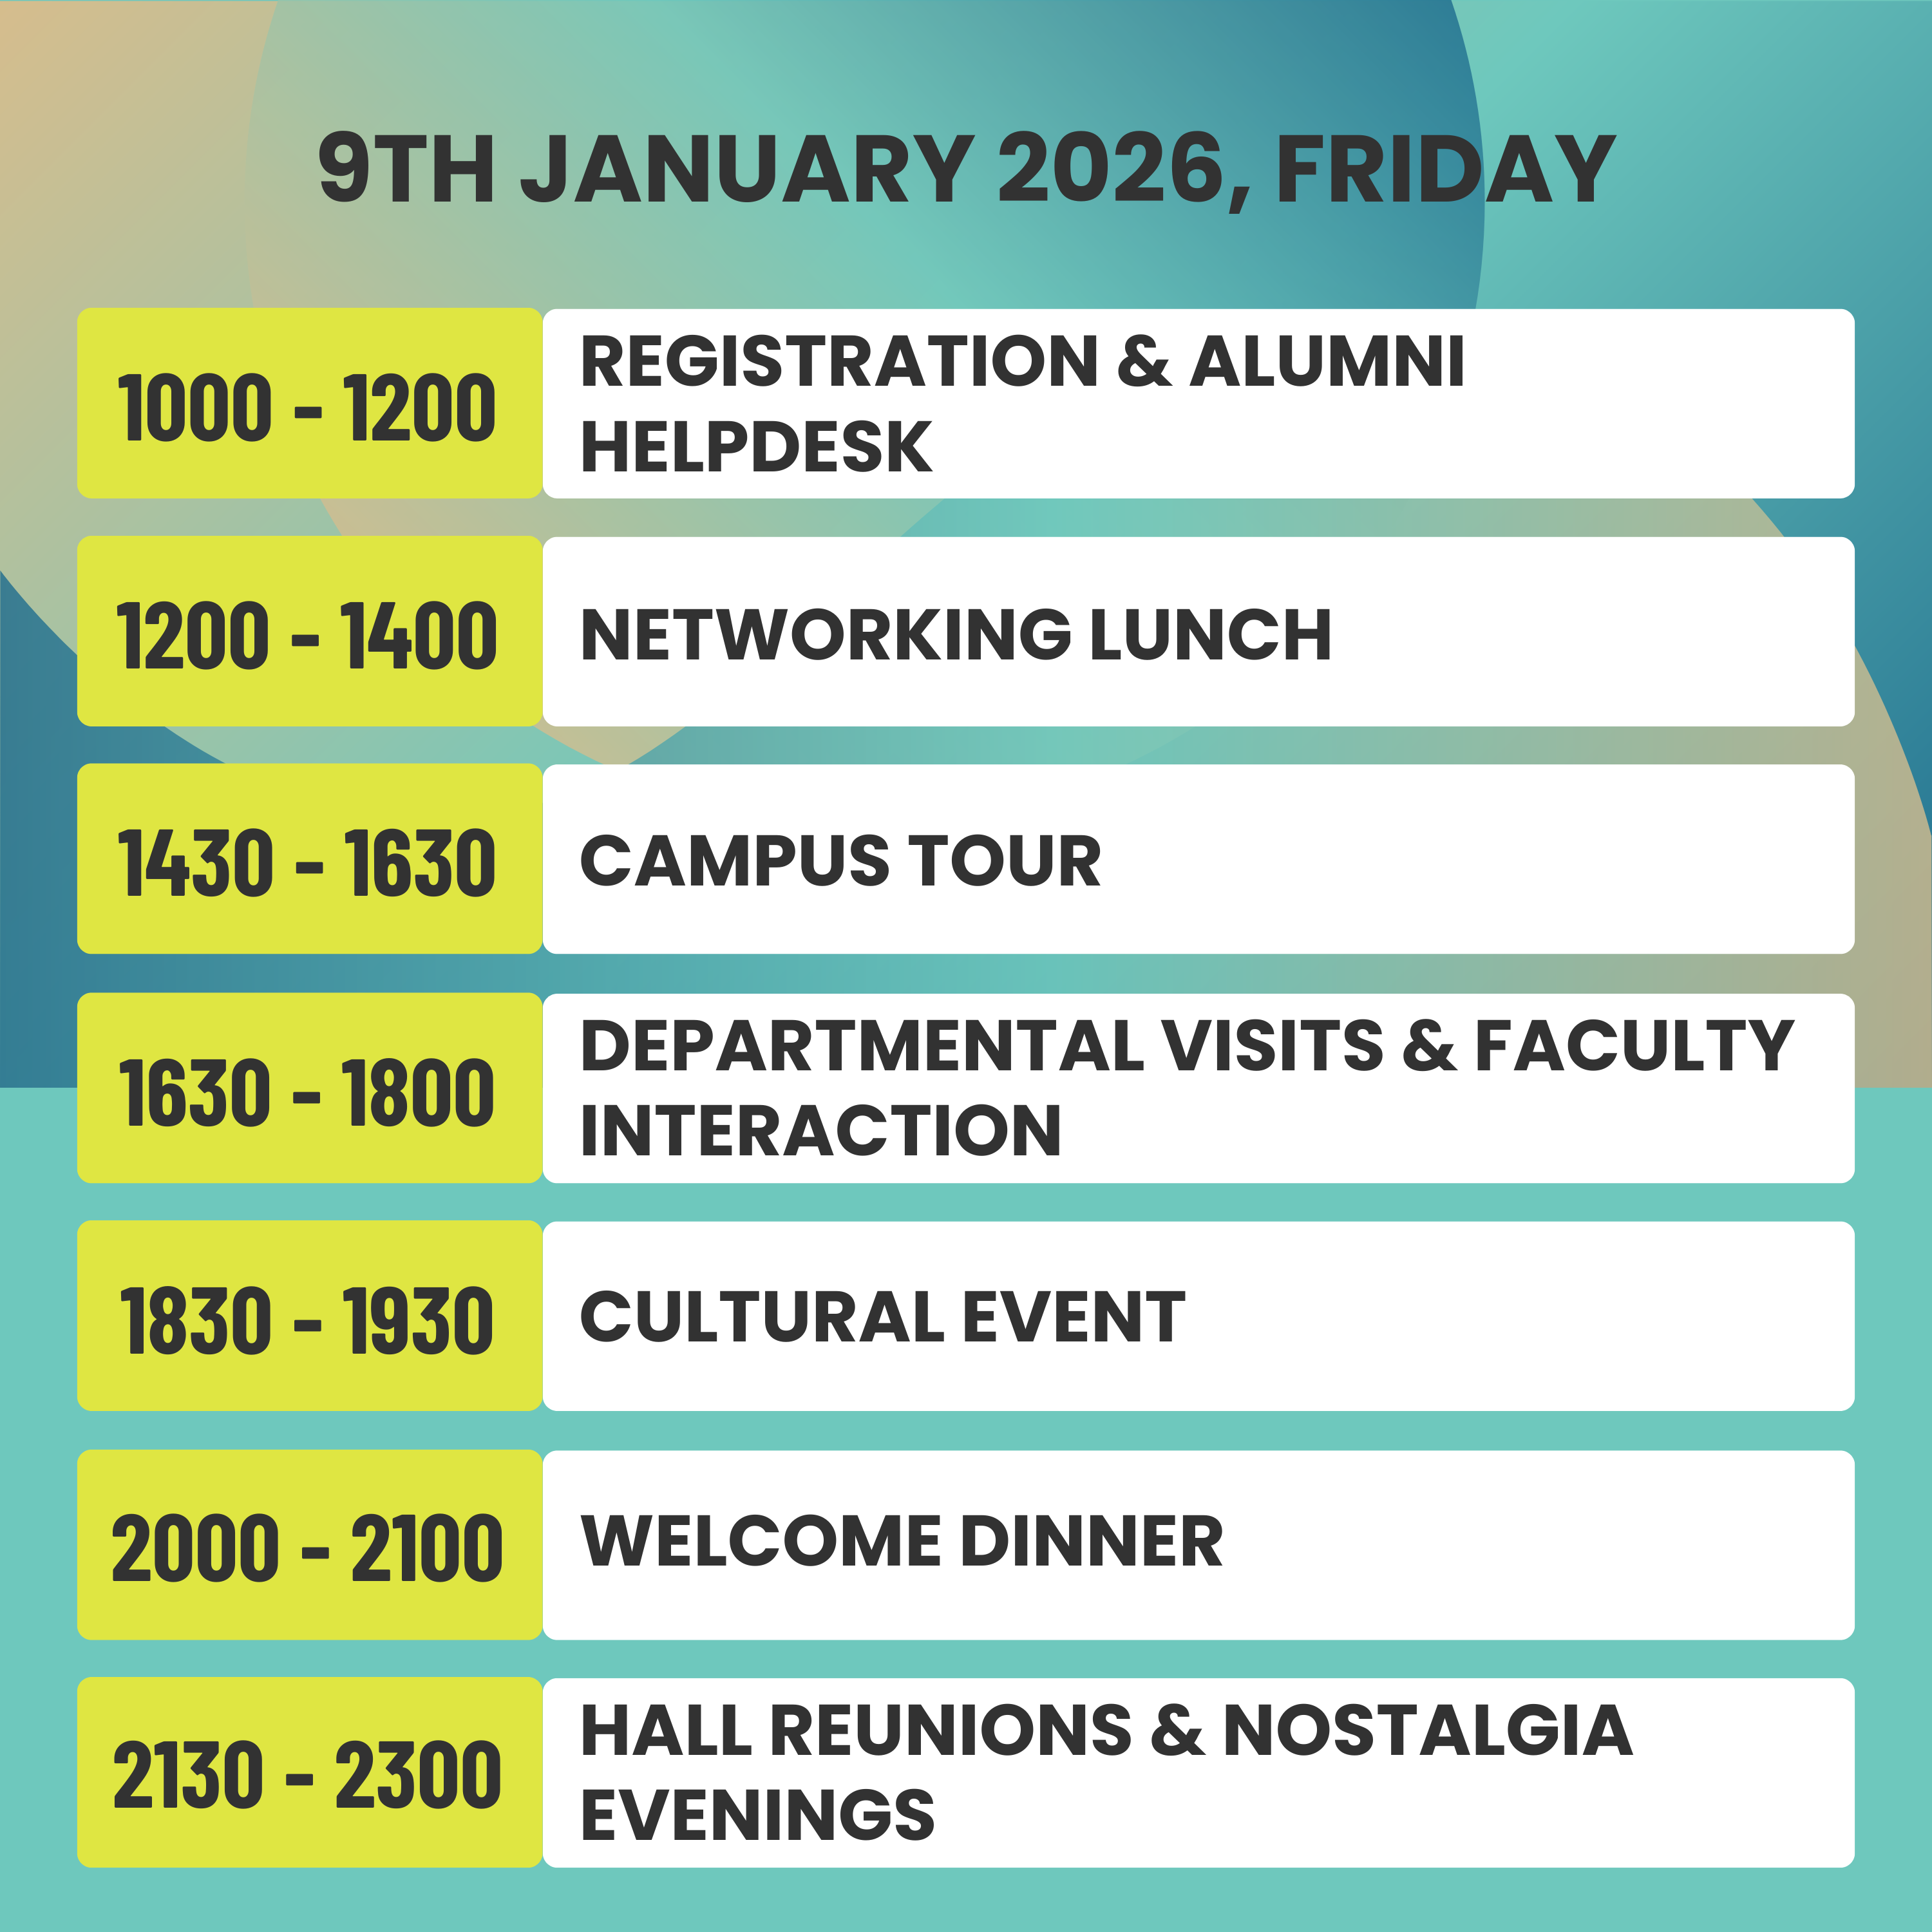 9TH JANUARY 2026, FRIDAY
1000 - 1200
REGISTRATION & ALUMNI
HELPDESK
1200 - 1400
NETWORKING LUNCH
1430 - 1630
CAMPUS TOUR
1630 - 1800
DEPARTMENTAL VISITS & FACULTY
INTERACTION
1830 - 1930
CULTURAL EVENT
2000 - 2100
WELCOME DINNER
2130 - 2300
HALL REUNIONS & NOSTALGIA
EVENINGS